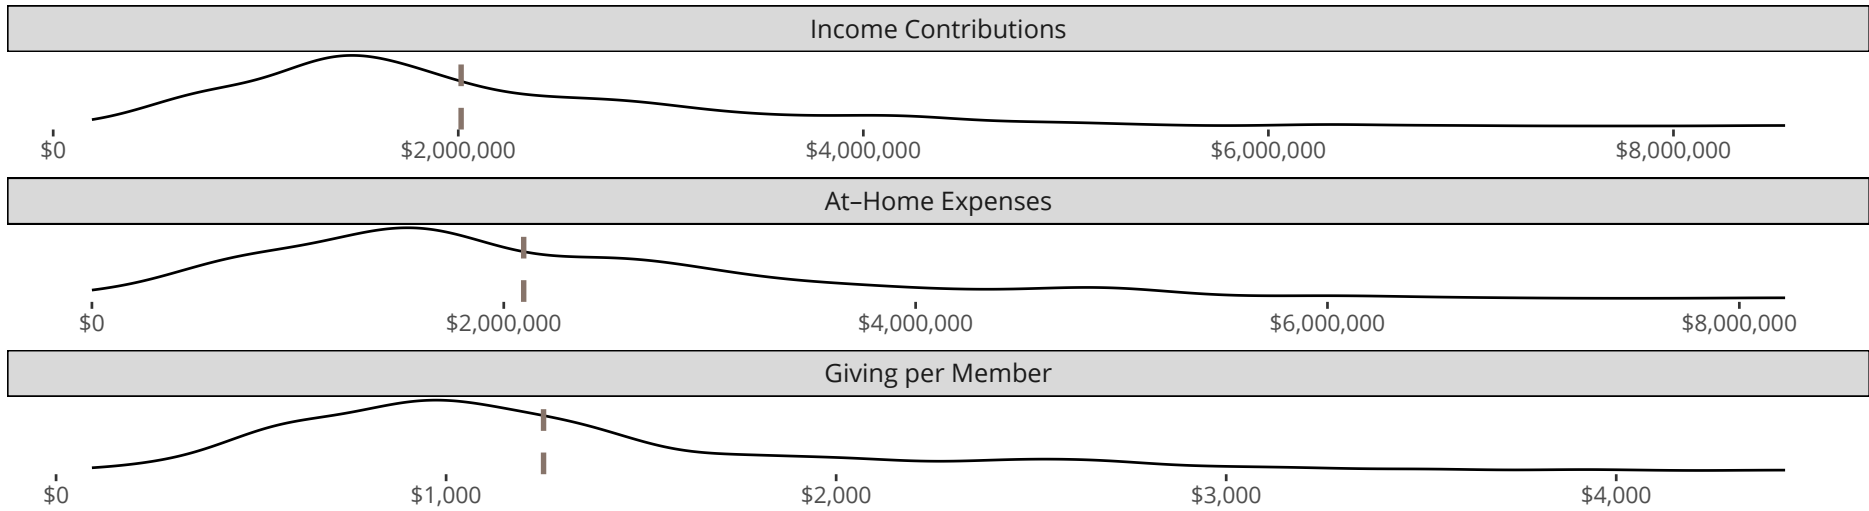 Income Contributions
$0 $2,000,000 $4,000,000 $6,000,000 $8,000,000
At–Home Expenses
$0 $2,000,000 $4,000,000 $6,000,000 $8,000,000
Giving per Member
$0 $1,000 $2,000 $3,000 $4,000